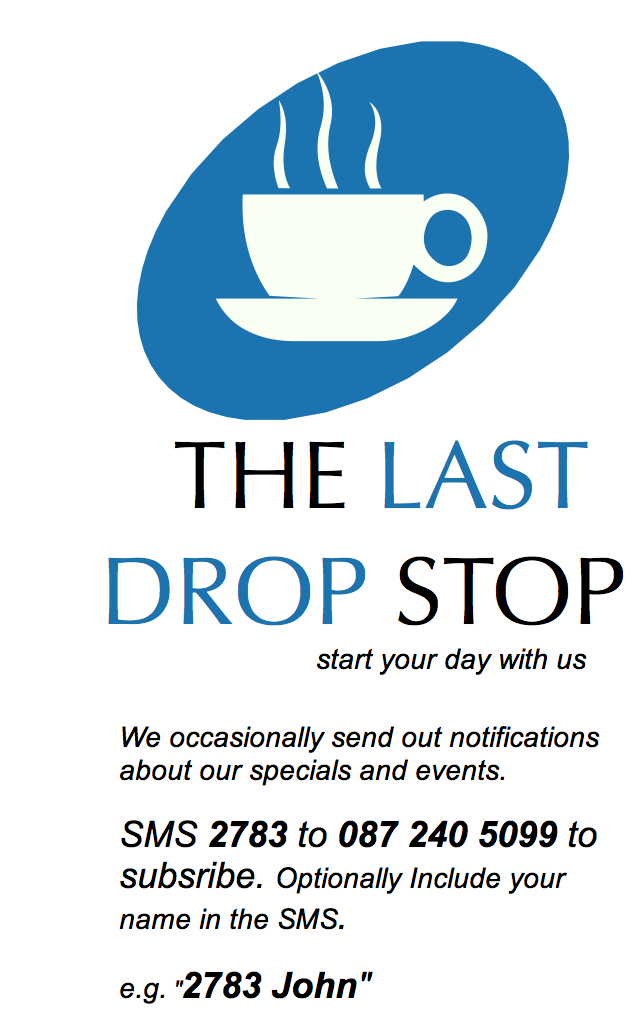 THE LAST
DROP STOP
start your day with us
We occasionally send out notifications
about our specials and events.
SMS 2783 to 087 240 5099 to
subsribe. Optionally Include your
name in the SMS.
e.g. "2783 John"